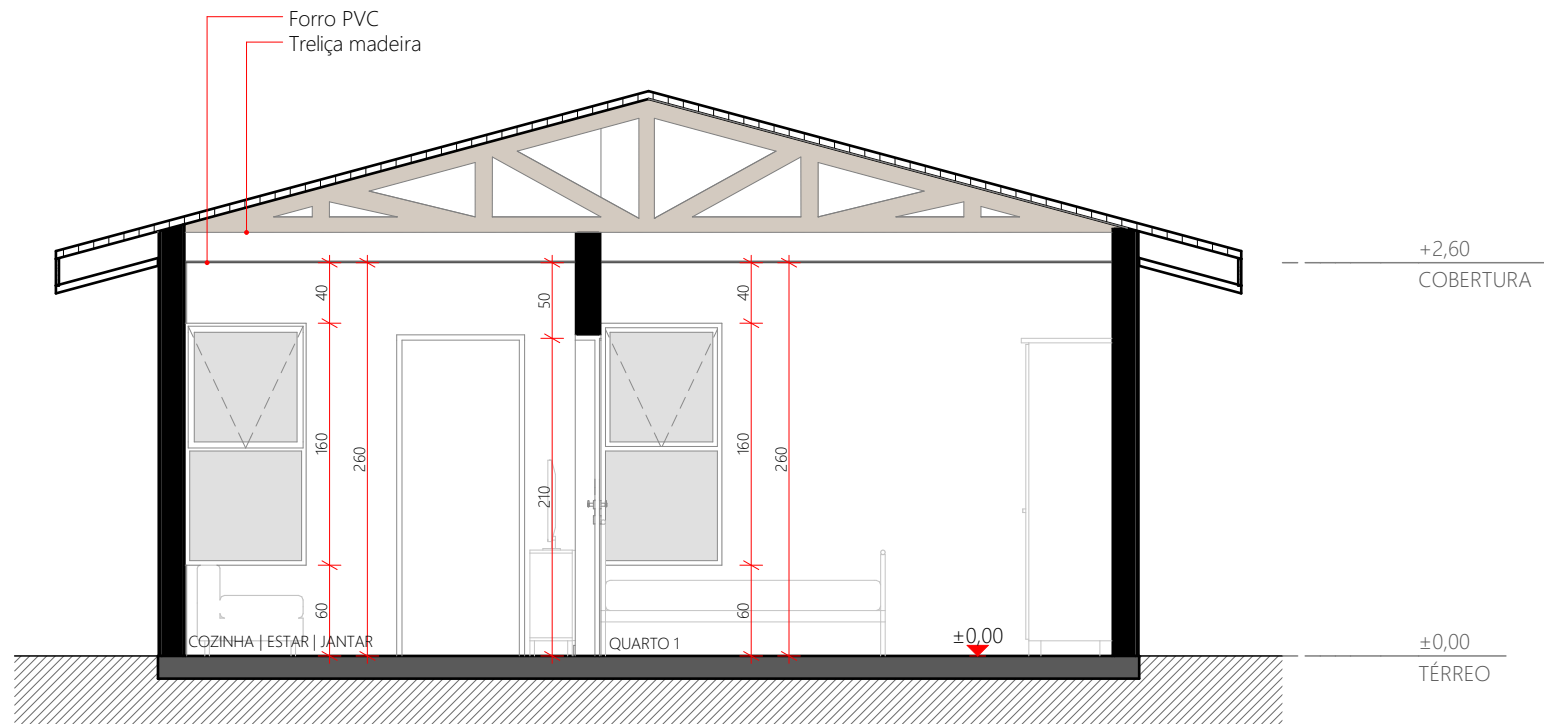 Forro PVC
Treliça madeira
+2,60
COBERTURA
40
50
40
160
260
210
160
260
60
60
COZINHA | ESTAR | JANTAR
QUARTO 1
±0,00
±0,00
TÉRREO